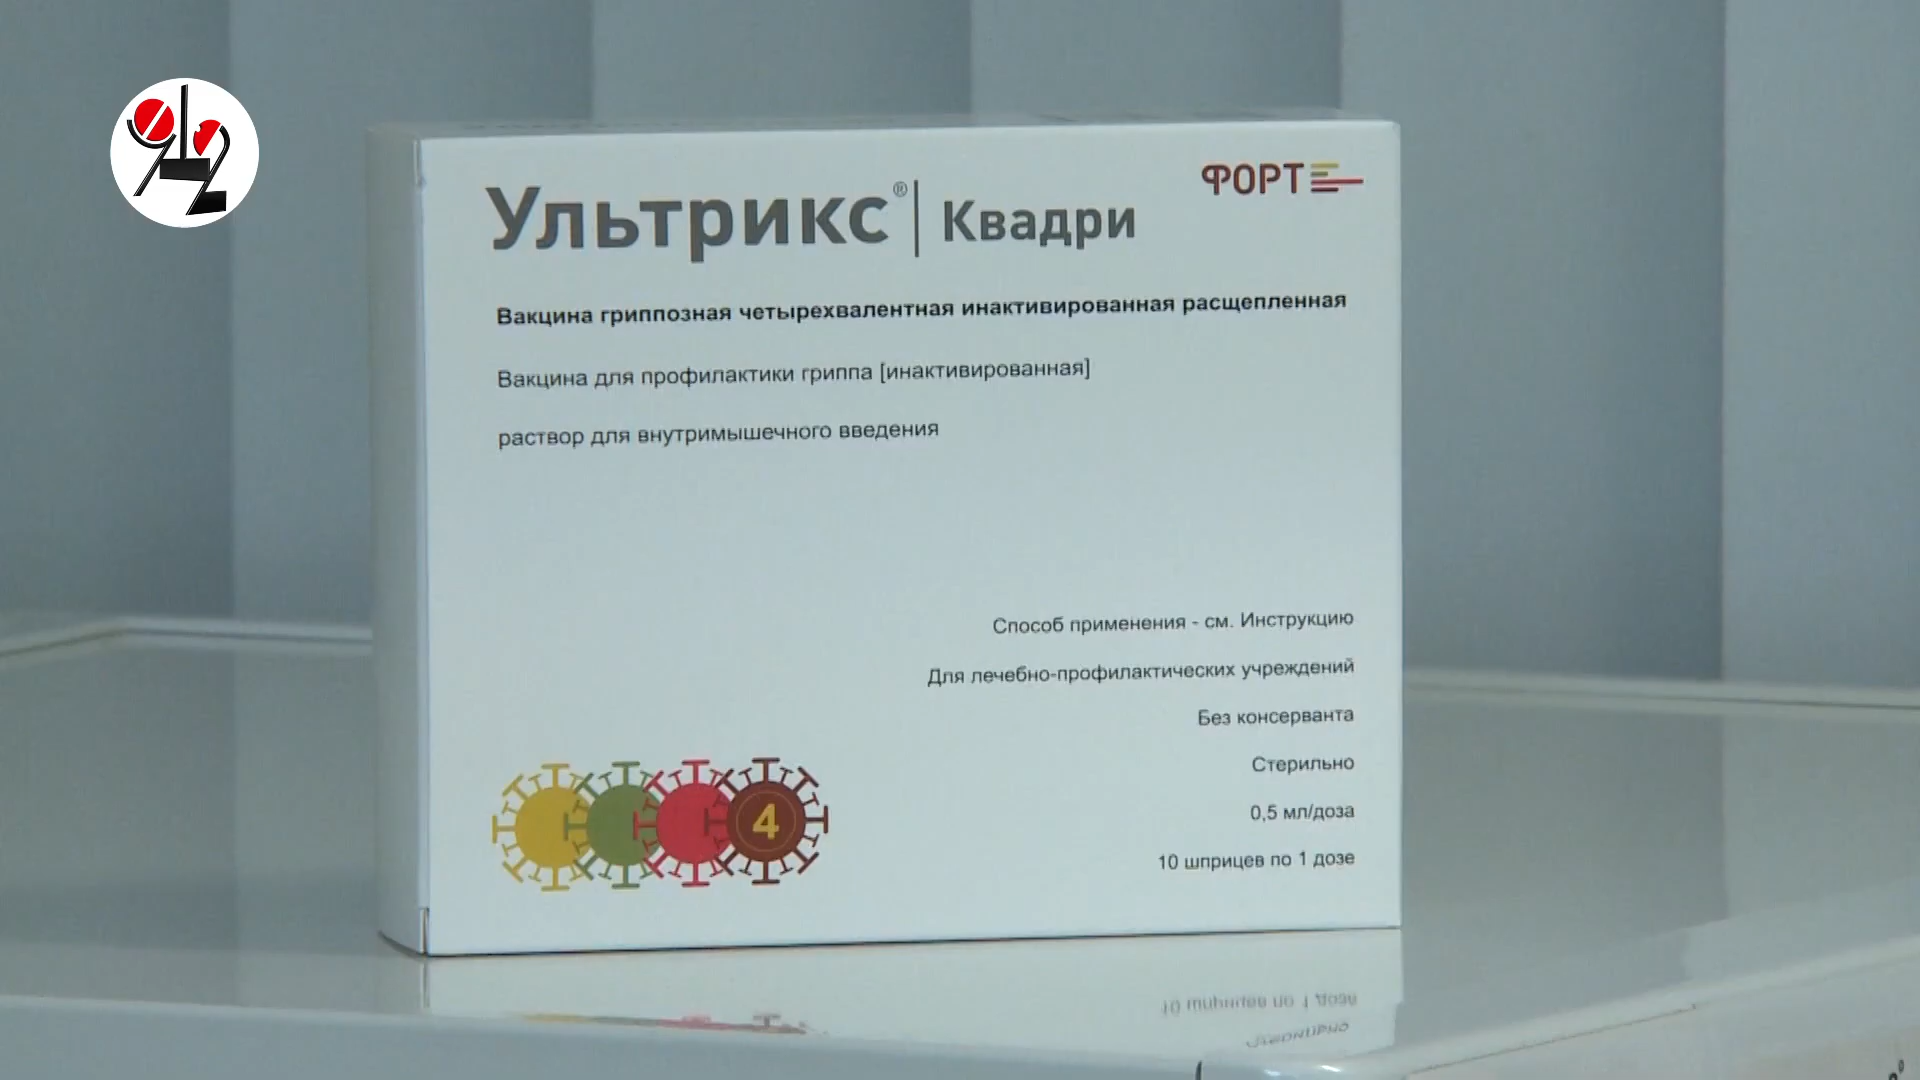 Ультрикс® | Квадри
ФОРТ
Вакцина гриппозная четырехвалентная инактивированная расщепленная
Вакцина для профилактики гриппа [инактивированная]
раствор для внутримышечного введения
Способ применения - см. Инструкцию
Для лечебно-профилактических учреждений
Без консерванта
Стерильно
0,5 мл/доза
10 шприцев по 1 дозе
4